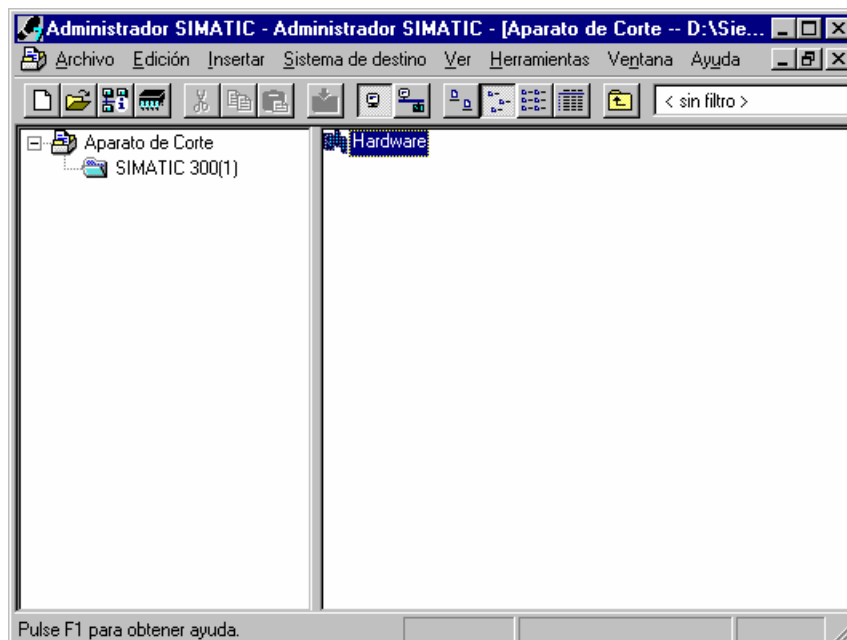 Administrador SIMATIC - Administrador SIMATIC - [Aparato de Corte -- D:\Sie...
Archivo Edición Insertar Sistema de destino Ver Herramientas Ventana Ayuda
< sin filtro >
Aparato de Corte
SIMATIC 300(1)
Hardware
Pulse F1 para obtener ayuda.